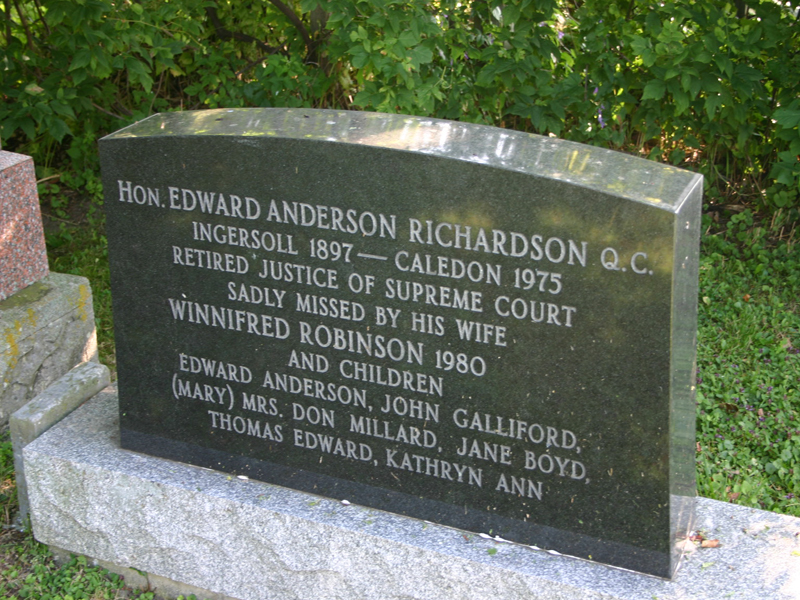 HON. EDWARD ANDERSON RICHARDSON Q.C.
INGERSOLL 1897 — CALEDON 1975
RETIRED JUSTICE OF SUPREME COURT
SADLY MISSED BY HIS WIFE
WINNIFRED ROBINSON 1980
AND CHILDREN
EDWARD ANDERSON, JOHN GALLIFORD,
(MARY) MRS. DON MILLARD, JANE BOYD,
THOMAS EDWARD, KATHRYN ANN